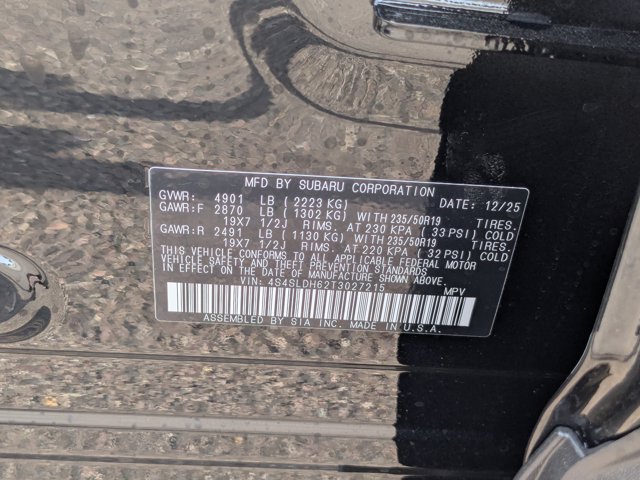 MFD BY SUBARU CORPORATION DATE: 12/25
GVWR: 4901 LB ( 2223 KG)
GAWR:F 2870 LB ( 1302 KG) WITH 235/50R19 TIRES.
19X7 1/2J RIMS. AT 230 KPA ( 33 PSI) COLD
GAWR:R 2491 LB ( 1130 KG) WITH 235/50R19 TIRES.
19X7 1/2J RIMS. AT 220 KPA ( 32 PSI) COLD
THIS VEHICLE CONFORMS TO ALL APPLICABLE FEDERAL MOTOR
VEHICLE SAFETY AND THEFT PREVENTION STANDARDS
IN EFFECT ON THE DATE OF MANUFACTURE SHOWN ABOVE.
VIN: 4S4SLDH62T3027215 MPV
ASSEMBLED BY SIA INC. IN U.S.A.